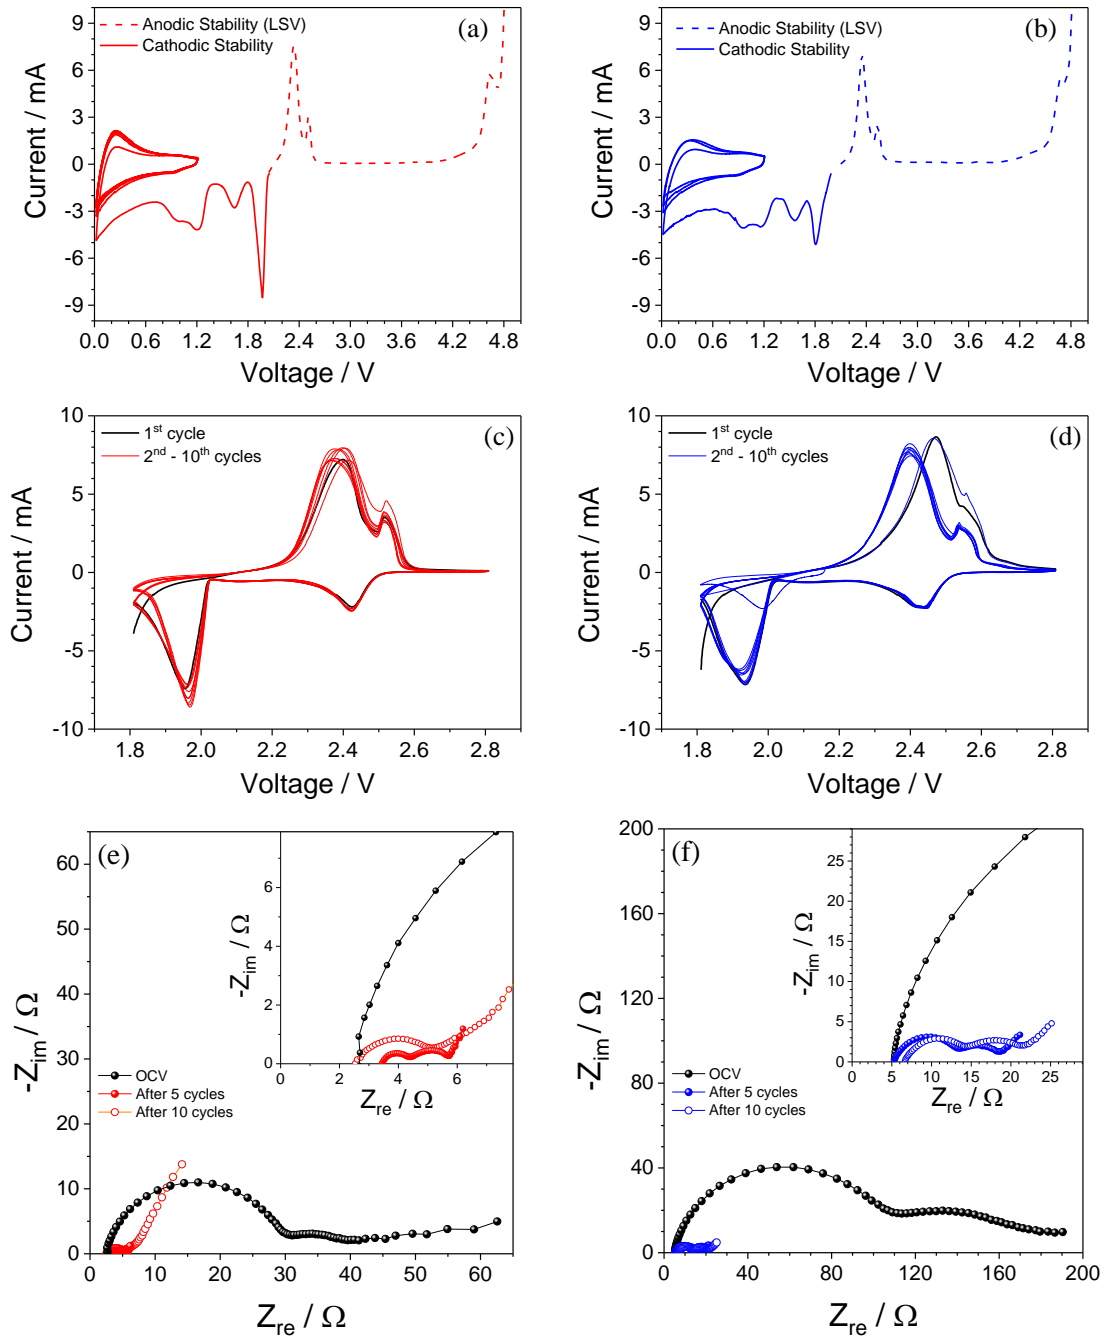 (a)
Anodic Stability (LSV)
Cathodic Stability
9
6
3
0
-3
-6
-9
Current / mA
0.0 0.6 1.2 1.8 2.4 3.0 3.6 4.2 4.8
Voltage / V
(b)
Anodic Stability (LSV)
Cathodic Stability
9
6
3
0
-3
-6
-9
Current / mA
0.0 0.6 1.2 1.8 2.4 3.0 3.6 4.2 4.8
Voltage / V
(c)
1st cycle
2nd - 10th cycles
10
5
0
-5
-10
Current / mA
1.8 2.0 2.2 2.4 2.6 2.8
Voltage / V
(d)
1st cycle
2nd - 10th cycles
10
5
0
-5
-10
Current / mA
1.8 2.0 2.2 2.4 2.6 2.8
Voltage / V
(e)
60
50
40
30
20
10
0
-Zim / Ω
OCV
After 5 cycles
After 10 cycles
0 10 20 30 40 50 60
Zre / Ω
6
4
2
0
-Zim / Ω
0 2 4 6
Zre / Ω
(f)
200
160
120
80
40
0
-Zim / Ω
OCV
After 5 cycles
After 10 cycles
0 40 80 120 160 200
Zre / Ω
25
20
15
10
5
0
-Zim / Ω
0 5 10 15 20 25
Zre / Ω